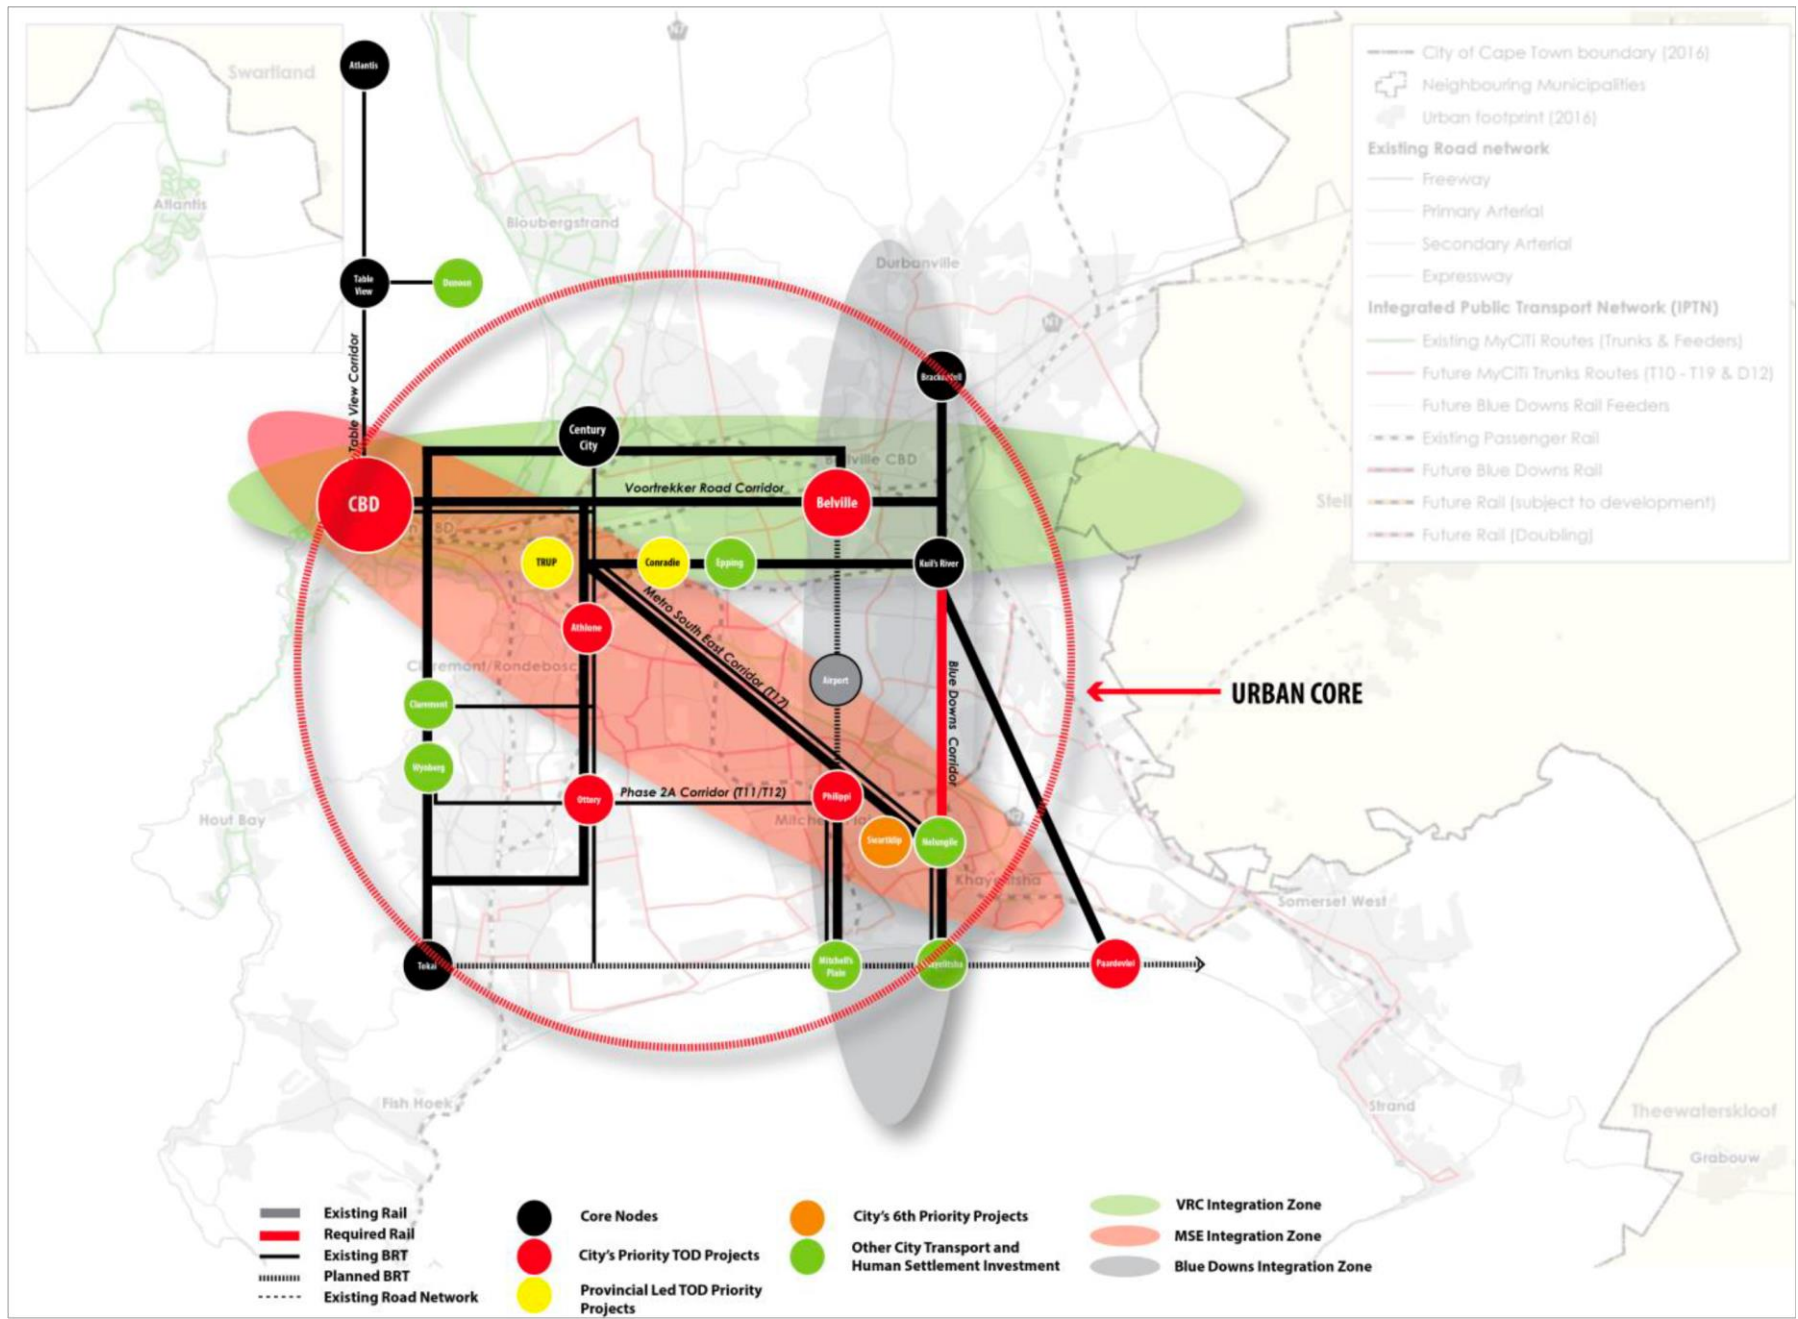 Swartland
Atlantis
Atlantis
N7
Bloubergstrand
Table
View
Dunoon
Durbanville
N1
Table View Corridor
Century
City
CBD
Voortrekker Road Corridor
Belville
TRUP
Conradie
Epping
Kuil's River
Athlone
Metro South East Corridor (T17)
Airport
Blue Downs Corridor
URBAN CORE
Claremont
Wynberg
Ottery
Phase 2A Corridor (T11/T12)
Philippi
Swartklip
Nolungile
N2
Hout Bay
Somerset West
Tokai
Mitchell's
Plain
Paardevlei
Fish Hoek
Strand
Theewaterskloof
Grabouw
City of Cape Town boundary (2016)
Neighbouring Municipalities
Urban footprint (2016)
Existing Road network
Freeway
Primary Arterial
Secondary Arterial
Expressway
Integrated Public Transport Network (IPTN)
Existing MyCiTi Routes (Trunks & Feeders)
Future MyCiTi Trunks Routes (T10 - T19 & D12)
Future Blue Downs Rail Feeders
Existing Passenger Rail
Future Blue Downs Rail
Future Rail (subject to development)
Future Rail (Doubling)
Existing Rail
Required Rail
Existing BRT
Planned BRT
Existing Road Network
Core Nodes
City's Priority TOD Projects
Provincial Led TOD Priority
Projects
City's 6th Priority Projects
Other City Transport and
Human Settlement Investment
VRC Integration Zone
MSE Integration Zone
Blue Downs Integration Zone